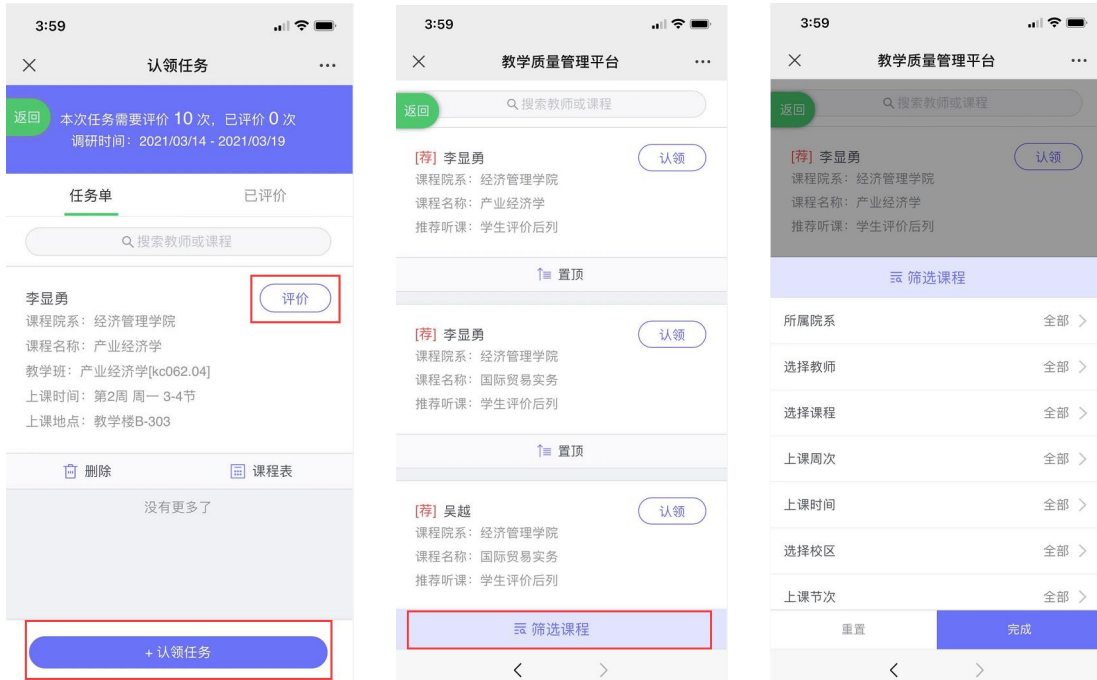 3:59
认领任务
返回
本次任务需要评价 10 次，已评价 0 次
调研时间：2021/03/14 - 2021/03/19
任务单
已评价
搜索教师或课程
李显勇
评价
课程院系：经济管理学院
课程名称：产业经济学
教学班：产业经济学[kc062.04]
上课时间：第2周 周一 3-4节
上课地点：教学楼B-303
删除
课程表
没有更多了
+ 认领任务
3:59
教学质量管理平台
返回
搜索教师或课程
[荐] 李显勇
认领
课程院系：经济管理学院
课程名称：产业经济学
推荐听课：学生评价后列
置顶
[荐] 李显勇
认领
课程院系：经济管理学院
课程名称：国际贸易实务
推荐听课：学生评价后列
置顶
[荐] 吴越
认领
课程院系：经济管理学院
课程名称：国际贸易实务
推荐听课：学生评价后列
筛选课程
3:59
教学质量管理平台
返回
搜索教师或课程
[荐] 李显勇
认领
课程院系：经济管理学院
课程名称：产业经济学
推荐听课：学生评价后列
筛选课程
所属院系 全部
选择教师 全部
选择课程 全部
上课周次 全部
上课时间 全部
选择校区 全部
上课节次 全部
重置
完成